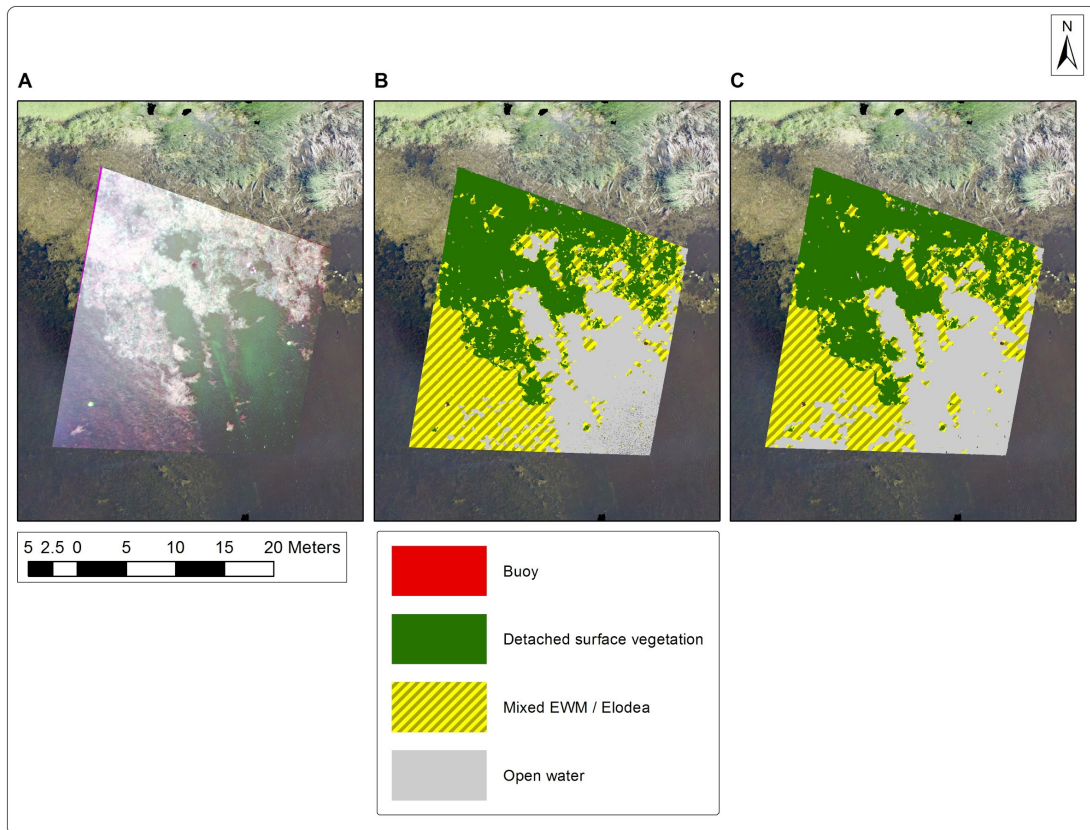 N
A
B
C
5 2.5 0 5 10 15 20 Meters
Buoy
Detached surface vegetation
Mixed EWM / Elodea
Open water